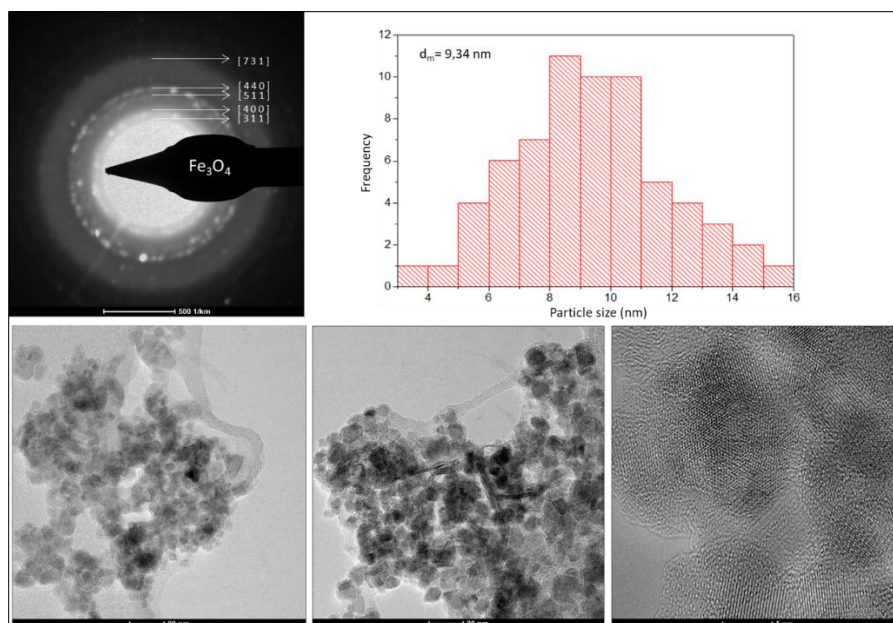 [731]
[440]
[511]
[400]
[311]
Fe₃O₄
500 1/km
dₘ= 9,34 nm
12
10
8
6
4
2
0
Frequency
4 6 8 10 12 14 16
Particle size (nm)